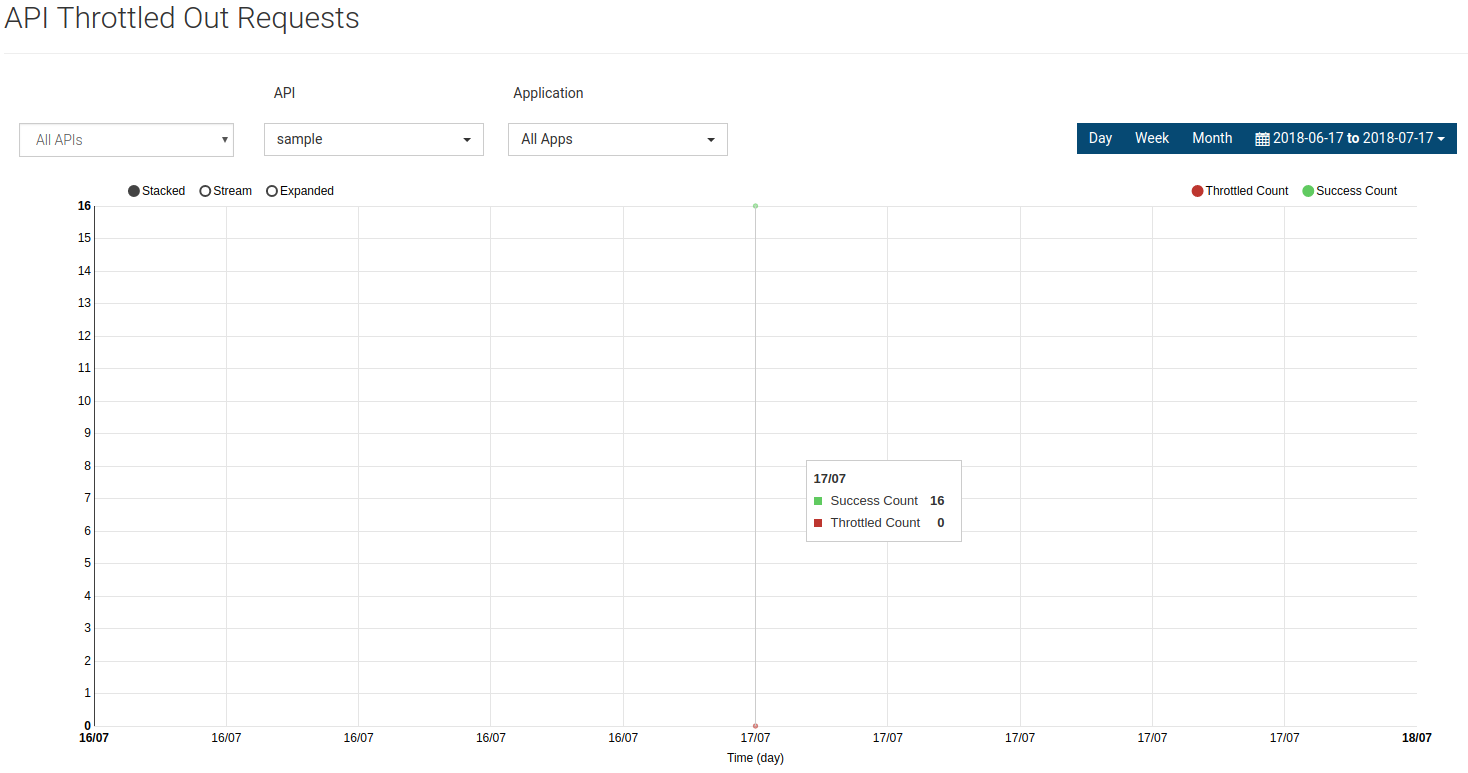 API Throttled Out Requests
API Application
All APIs sample All Apps Day Week Month 2018-06-17 to 2018-07-17
Stacked Stream Expanded Throttled Count Success Count
16
15
14
13
12
11
10
9
8
7
6
5
4
3
2
1
0
17/07
Success Count 16
Throttled Count 0
16/07 16/07 16/07 16/07 16/07 17/07 17/07 17/07 17/07 17/07 18/07
Time (day)